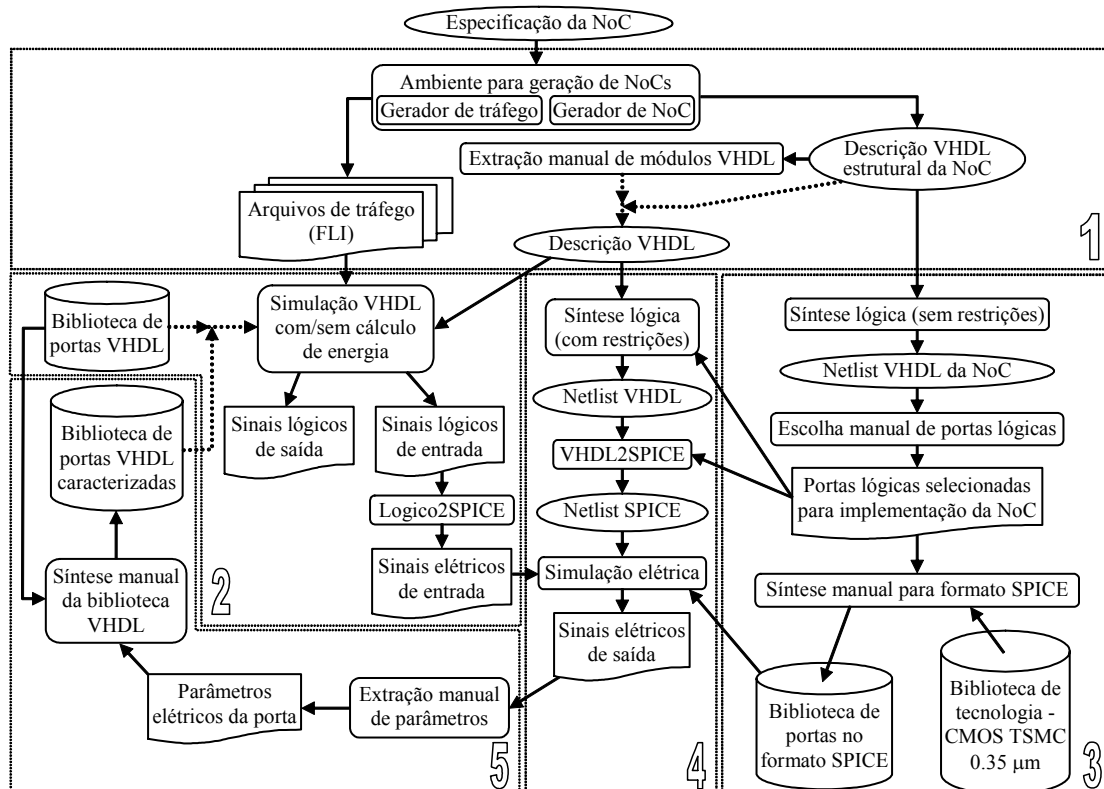 Especificação da NoC
Ambiente para geração de NoCs
Gerador de tráfego
Gerador de NoC
Extração manual de módulos VHDL
Descrição VHDL
estrutural da NoC
Arquivos de tráfego
(FLI)
Descrição VHDL
1
Biblioteca de
portas VHDL
Simulação VHDL
com/sem cálculo
de energia
Síntese lógica
(com restrições)
Síntese lógica (sem restrições)
Netlist VHDL da NoC
Biblioteca de
portas VHDL
caracterizadas
Sinais lógicos
de saída
Sinais lógicos
de entrada
Netlist VHDL
Escolha manual de portas lógicas
VHDL2SPICE
Portas lógicas selecionadas
para implementação da NoC
Logico2SPICE
Netlist SPICE
Síntese manual
da biblioteca
VHDL
2
Sinais elétricos
de entrada
Simulação elétrica
Síntese manual para formato SPICE
Sinais elétricos
de saída
Parâmetros
elétricos da porta
Extração manual
de parâmetros
Biblioteca de
portas no
formato SPICE
Biblioteca de
tecnologia -
CMOS TSMC
0.35 µm
5
4
3